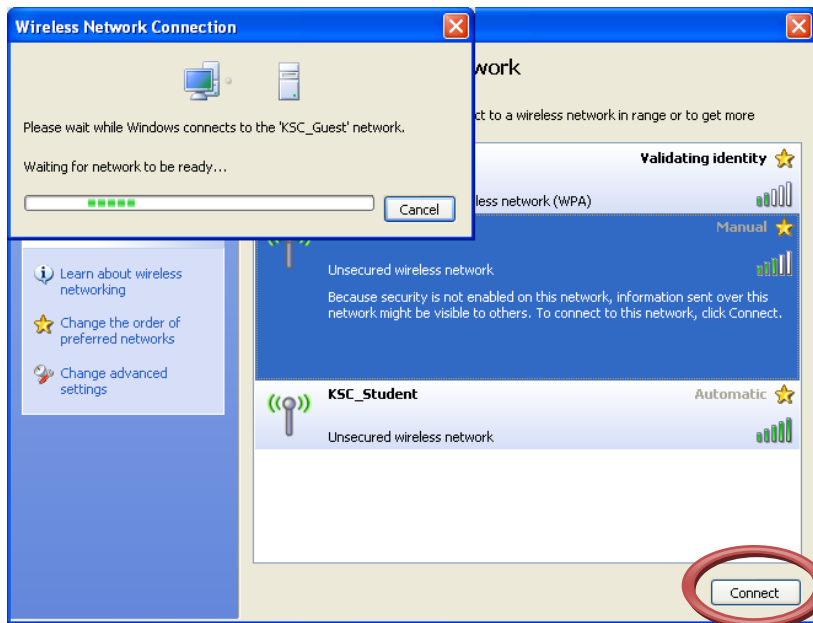 Wireless Network Connection
Please wait while Windows connects to the 'KSC_Guest' network.
Waiting for network to be ready...
Cancel
work
ct to a wireless network in range or to get more
Validating identity
less network (WPA)
Manual
Unsecured wireless network
Because security is not enabled on this network, information sent over this
network might be visible to others. To connect to this network, click Connect.
Learn about wireless
networking
Change the order of
preferred networks
Change advanced
settings
KSC_Student
Automatic
Unsecured wireless network
Connect